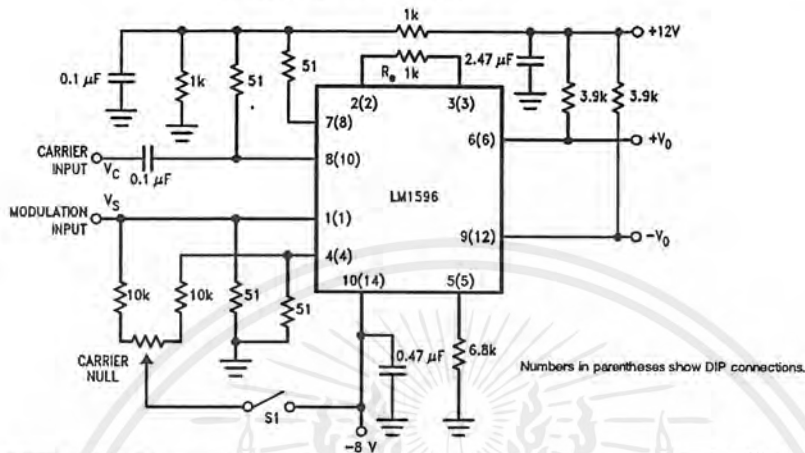 1k
+12V
0.1 μF
1k
51
51
Re 1k
2.47 μF
3.9k
3.9k
2(2)
3(3)
7(8)
6(6)
+V0
CARRIER
INPUT
VC
0.1 μF
8(10)
LM1596
MODULATION
INPUT
VS
1(1)
9(12)
-V0
4(4)
10(14)
5(5)
10k
10k
51
51
0.47 μF
6.8k
CARRIER
NULL
S1
-8 V
Numbers in parentheses show DIP connections.